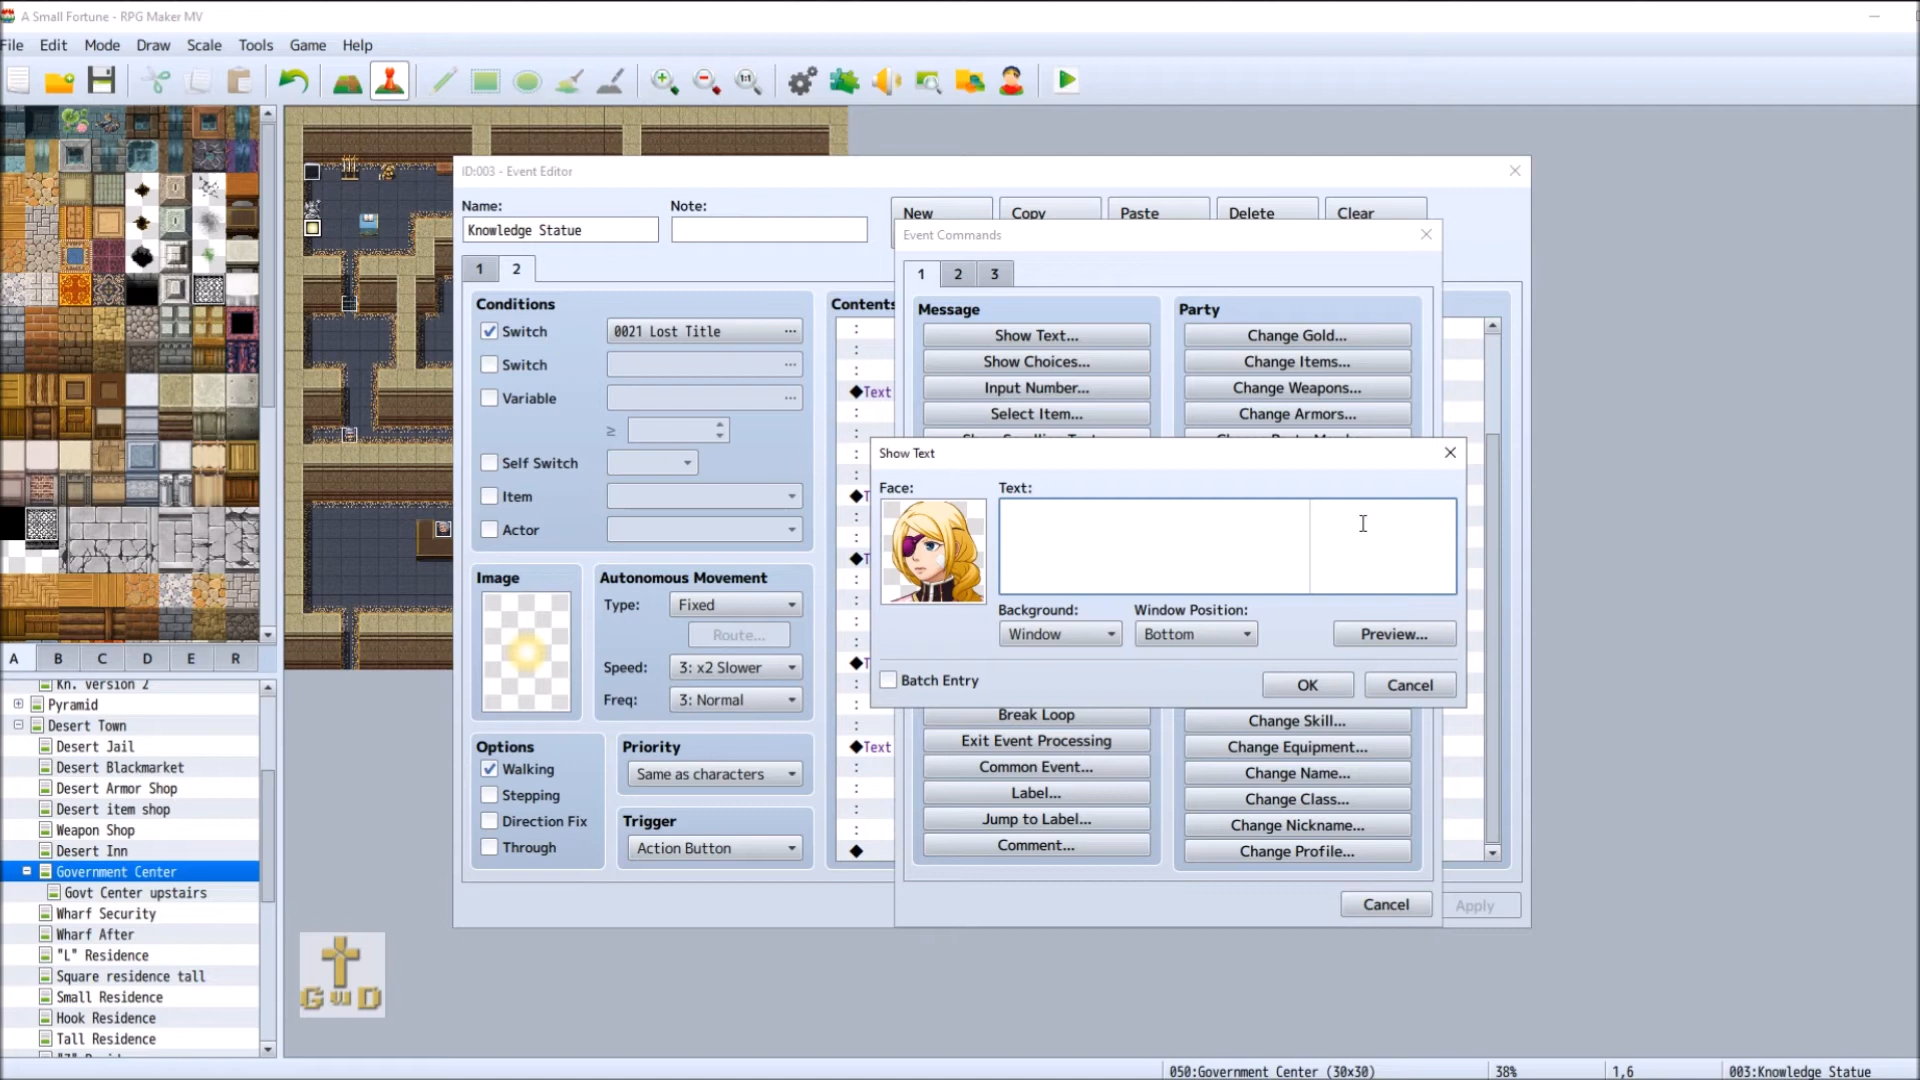 A Small Fortune - RPG Maker MV
File Edit Mode Draw Scale Tools Game Help
1:1
ID:003 - Event Editor
Name:
Note:
Knowledge Statue
New Copy Paste Delete Clear
Event Commands
1 2
1 2 3
Conditions
Contents
Switch
0021 Lost Title
...
Switch
...
Variable
...
≥
Self Switch
Item
Actor
Message
Party
Show Text...
Change Gold...
Show Choices...
Change Items...
Input Number...
Change Weapons...
Select Item...
Change Armors...
◆Text
◆T
◆T
◆T
◆Text
◆
Show Text
Face:
Text:
Background:
Window Position:
Window
Bottom
Preview...
Batch Entry
OK
Cancel
Break Loop
Change Skill...
Exit Event Processing
Change Equipment...
Common Event...
Change Name...
Label...
Change Class...
Jump to Label...
Change Nickname...
Comment...
Change Profile...
Cancel
Apply
Image
Autonomous Movement
Type:
Fixed
Route...
Speed:
3: x2 Slower
Freq:
3: Normal
Options
Priority
Walking
Same as characters
Stepping
Direction Fix
Trigger
Through
Action Button
A B C D E R
Kn. version 2
Pyramid
Desert Town
Desert Jail
Desert Blackmarket
Desert Armor Shop
Desert item shop
Weapon Shop
Desert Inn
Government Center
Govt Center upstairs
Wharf Security
Wharf After
"L" Residence
Square residence tall
Small Residence
Hook Residence
Tall Residence
GWD
050:Government Center (30x30)
38%
1,6
003:Knowledge Statue